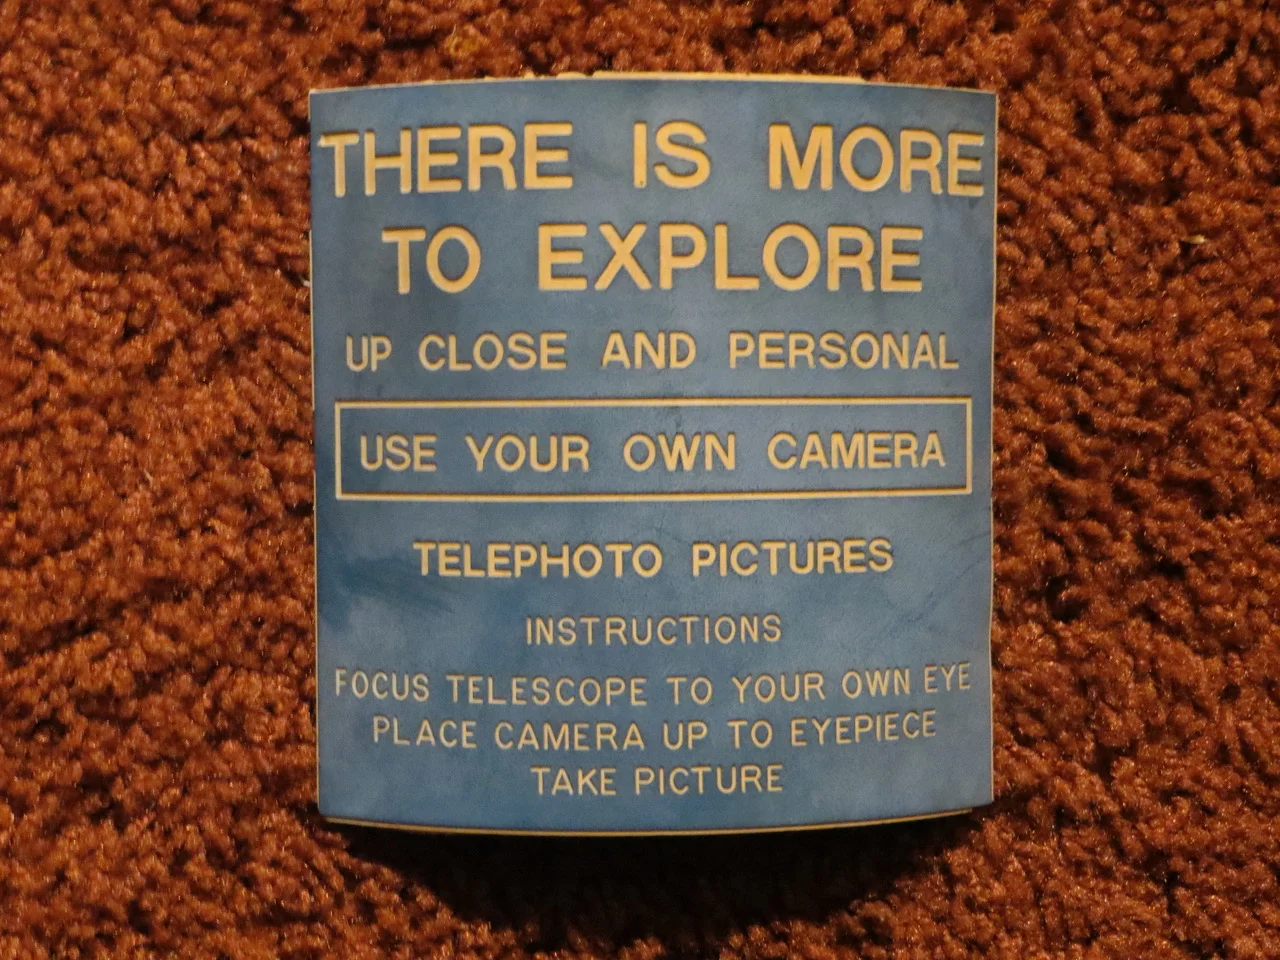 THERE IS MORE
TO EXPLORE
UP CLOSE AND PERSONAL
USE YOUR OWN CAMERA
TELEPHOTO PICTURES
INSTRUCTIONS
FOCUS TELESCOPE TO YOUR OWN EYE
PLACE CAMERA UP TO EYEPIECE
TAKE PICTURE